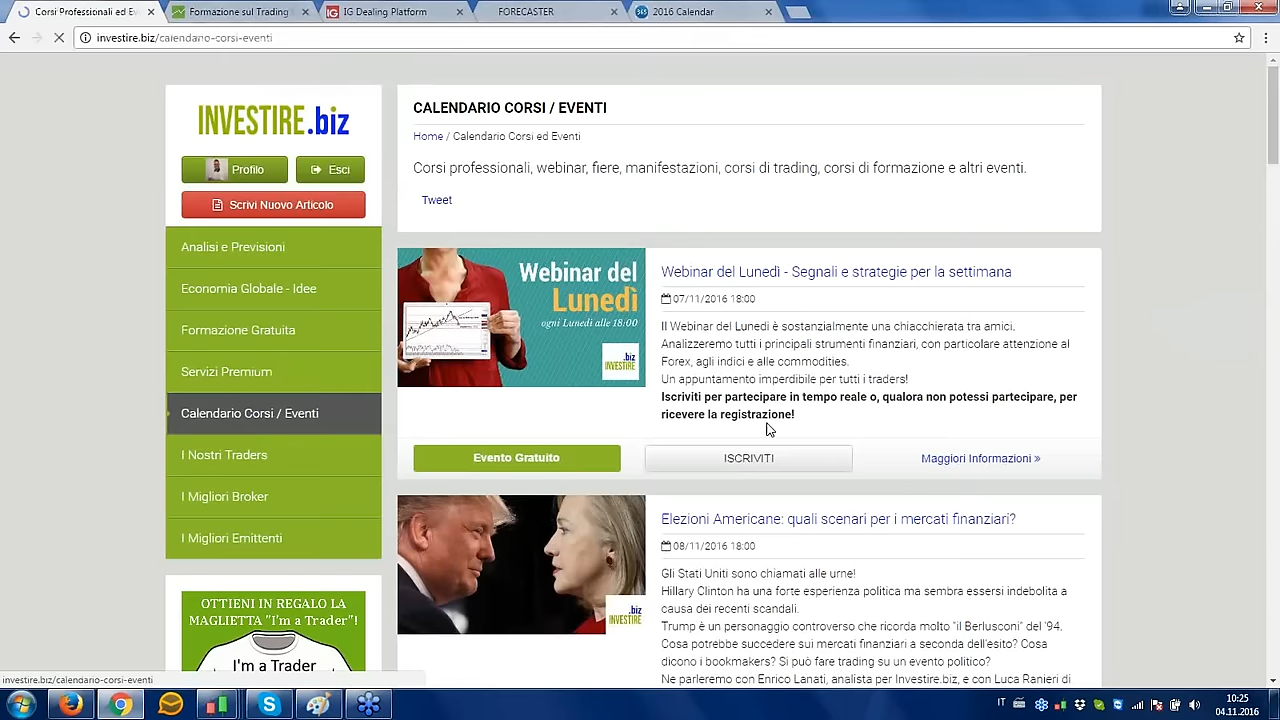 Corsi Professionali ed Ev
Formazione sul Trading
IG Dealing Platform
FORECASTER
2016 Calendar
investire.biz/calendario-corsi-eventi
INVESTIRE.biz
Profilo
Esci
Scrivi Nuovo Articolo
Analisi e Previsioni
Economia Globale - Idee
Formazione Gratuita
Servizi Premium
Calendario Corsi / Eventi
I Nostri Traders
I Migliori Broker
I Migliori Emittenti
OTTIENI IN REGALO LA
MAGLIETTA "I'm a Trader"!
I'm a Trader
CALENDARIO CORSI / EVENTI
Home / Calendario Corsi ed Eventi
Corsi professionali, webinar, fiere, manifestazioni, corsi di trading, corsi di formazione e altri eventi.
Tweet
Webinar del
Lunedì
ogni Lunedì alle 18:00
.biz
INVESTIRE
Webinar del Lunedì - Segnali e strategie per la settimana
07/11/2016 18:00
Il Webinar del Lunedì è sostanzialmente una chiacchierata tra amici.
Analizzeremo tutti i principali strumenti finanziari, con particolare attenzione al
Forex, agli indici e alle commodities.
Un appuntamento imperdibile per tutti i traders!
Iscriviti per partecipare in tempo reale o, qualora non potessi partecipare, per
ricevere la registrazione!
Evento Gratuito
ISCRIVITI
Maggiori Informazioni »
.biz
INVESTIRE
Elezioni Americane: quali scenari per i mercati finanziari?
08/11/2016 18:00
Gli Stati Uniti sono chiamati alle urne!
Hillary Clinton ha una forte esperienza politica ma sembra essersi indebolita a
causa dei recenti scandali.
Trump è un personaggio controverso che ricorda molto "il Berlusconi" del '94.
Cosa potrebbe succedere sui mercati finanziari a seconda dell'esito? Cosa
dicono i bookmakers? Si può fare trading su un evento politico?
Ne parleremo con Enrico Lanati, analista per Investire.biz, e con Luca Ranieri di
investire.biz/calendario-corsi-eventi
IT
10:25
04.11.2016